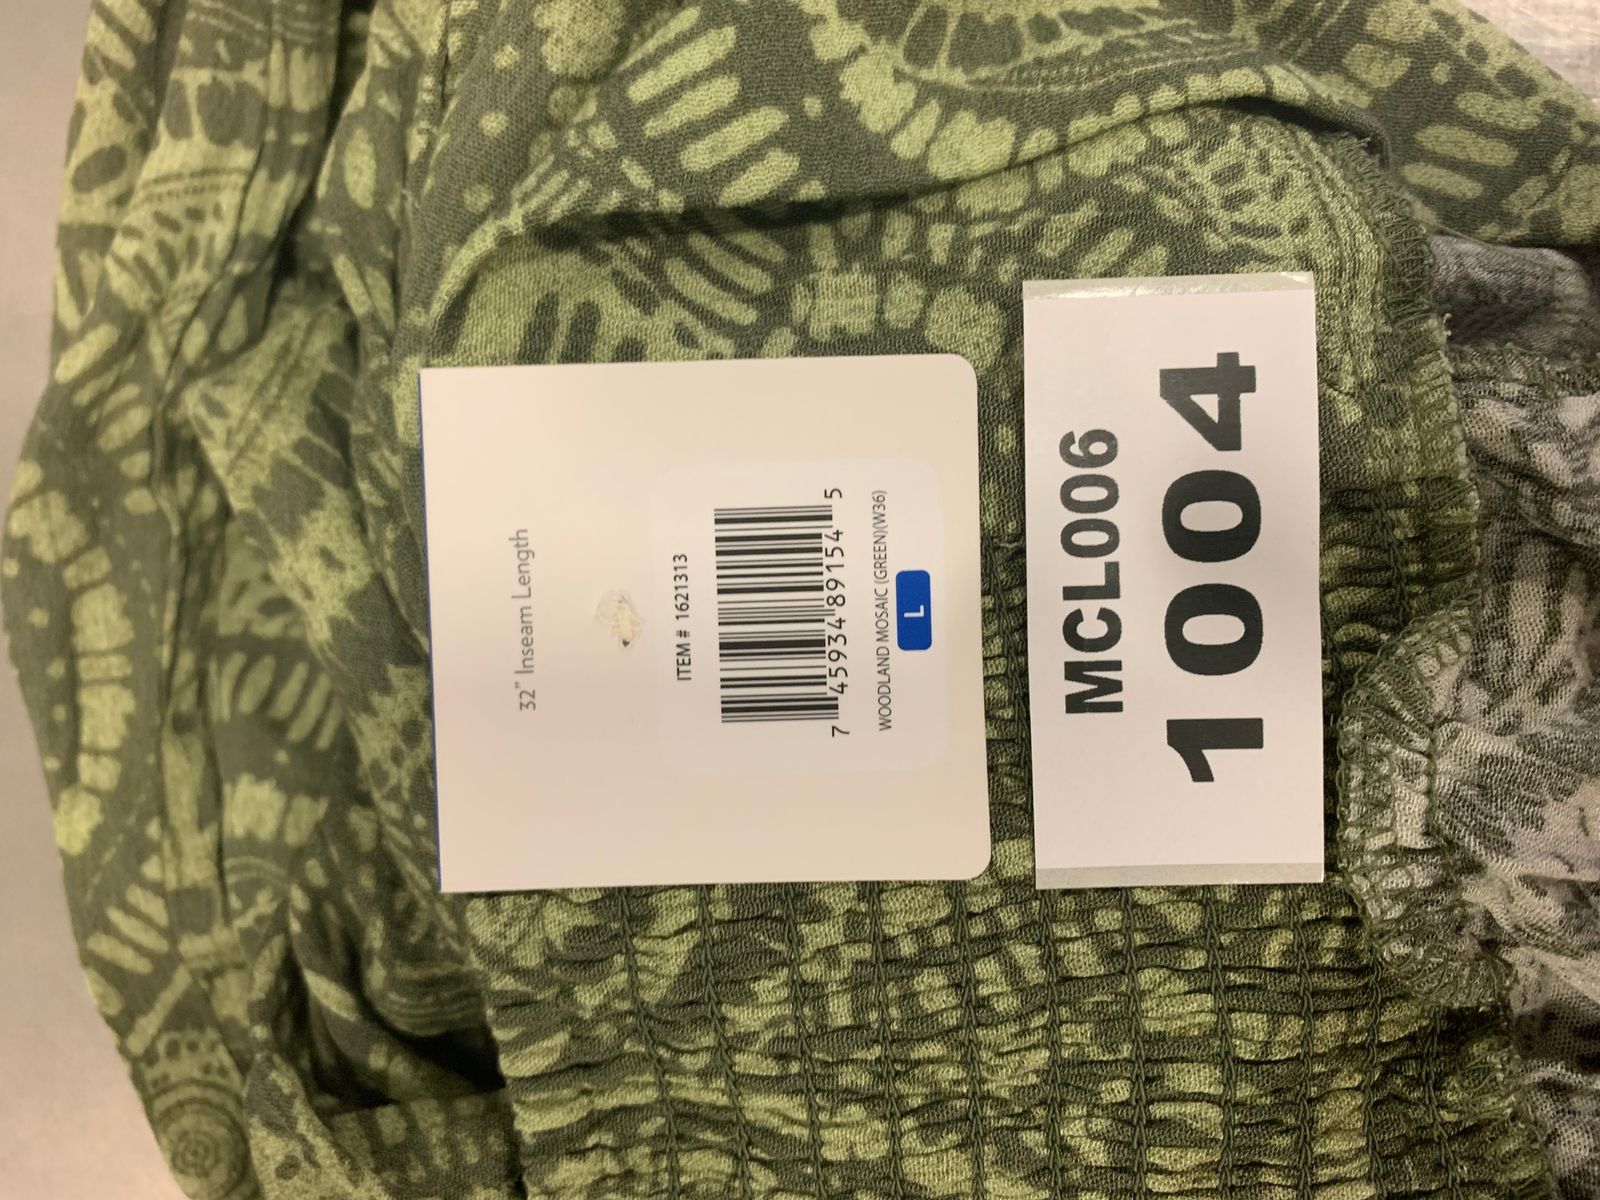 32" Inseam Length
ITEM # 1621313
7 45934 89154 5
WOODLAND MOSAIC (GREEN)(W36)
L
MCL006
1004